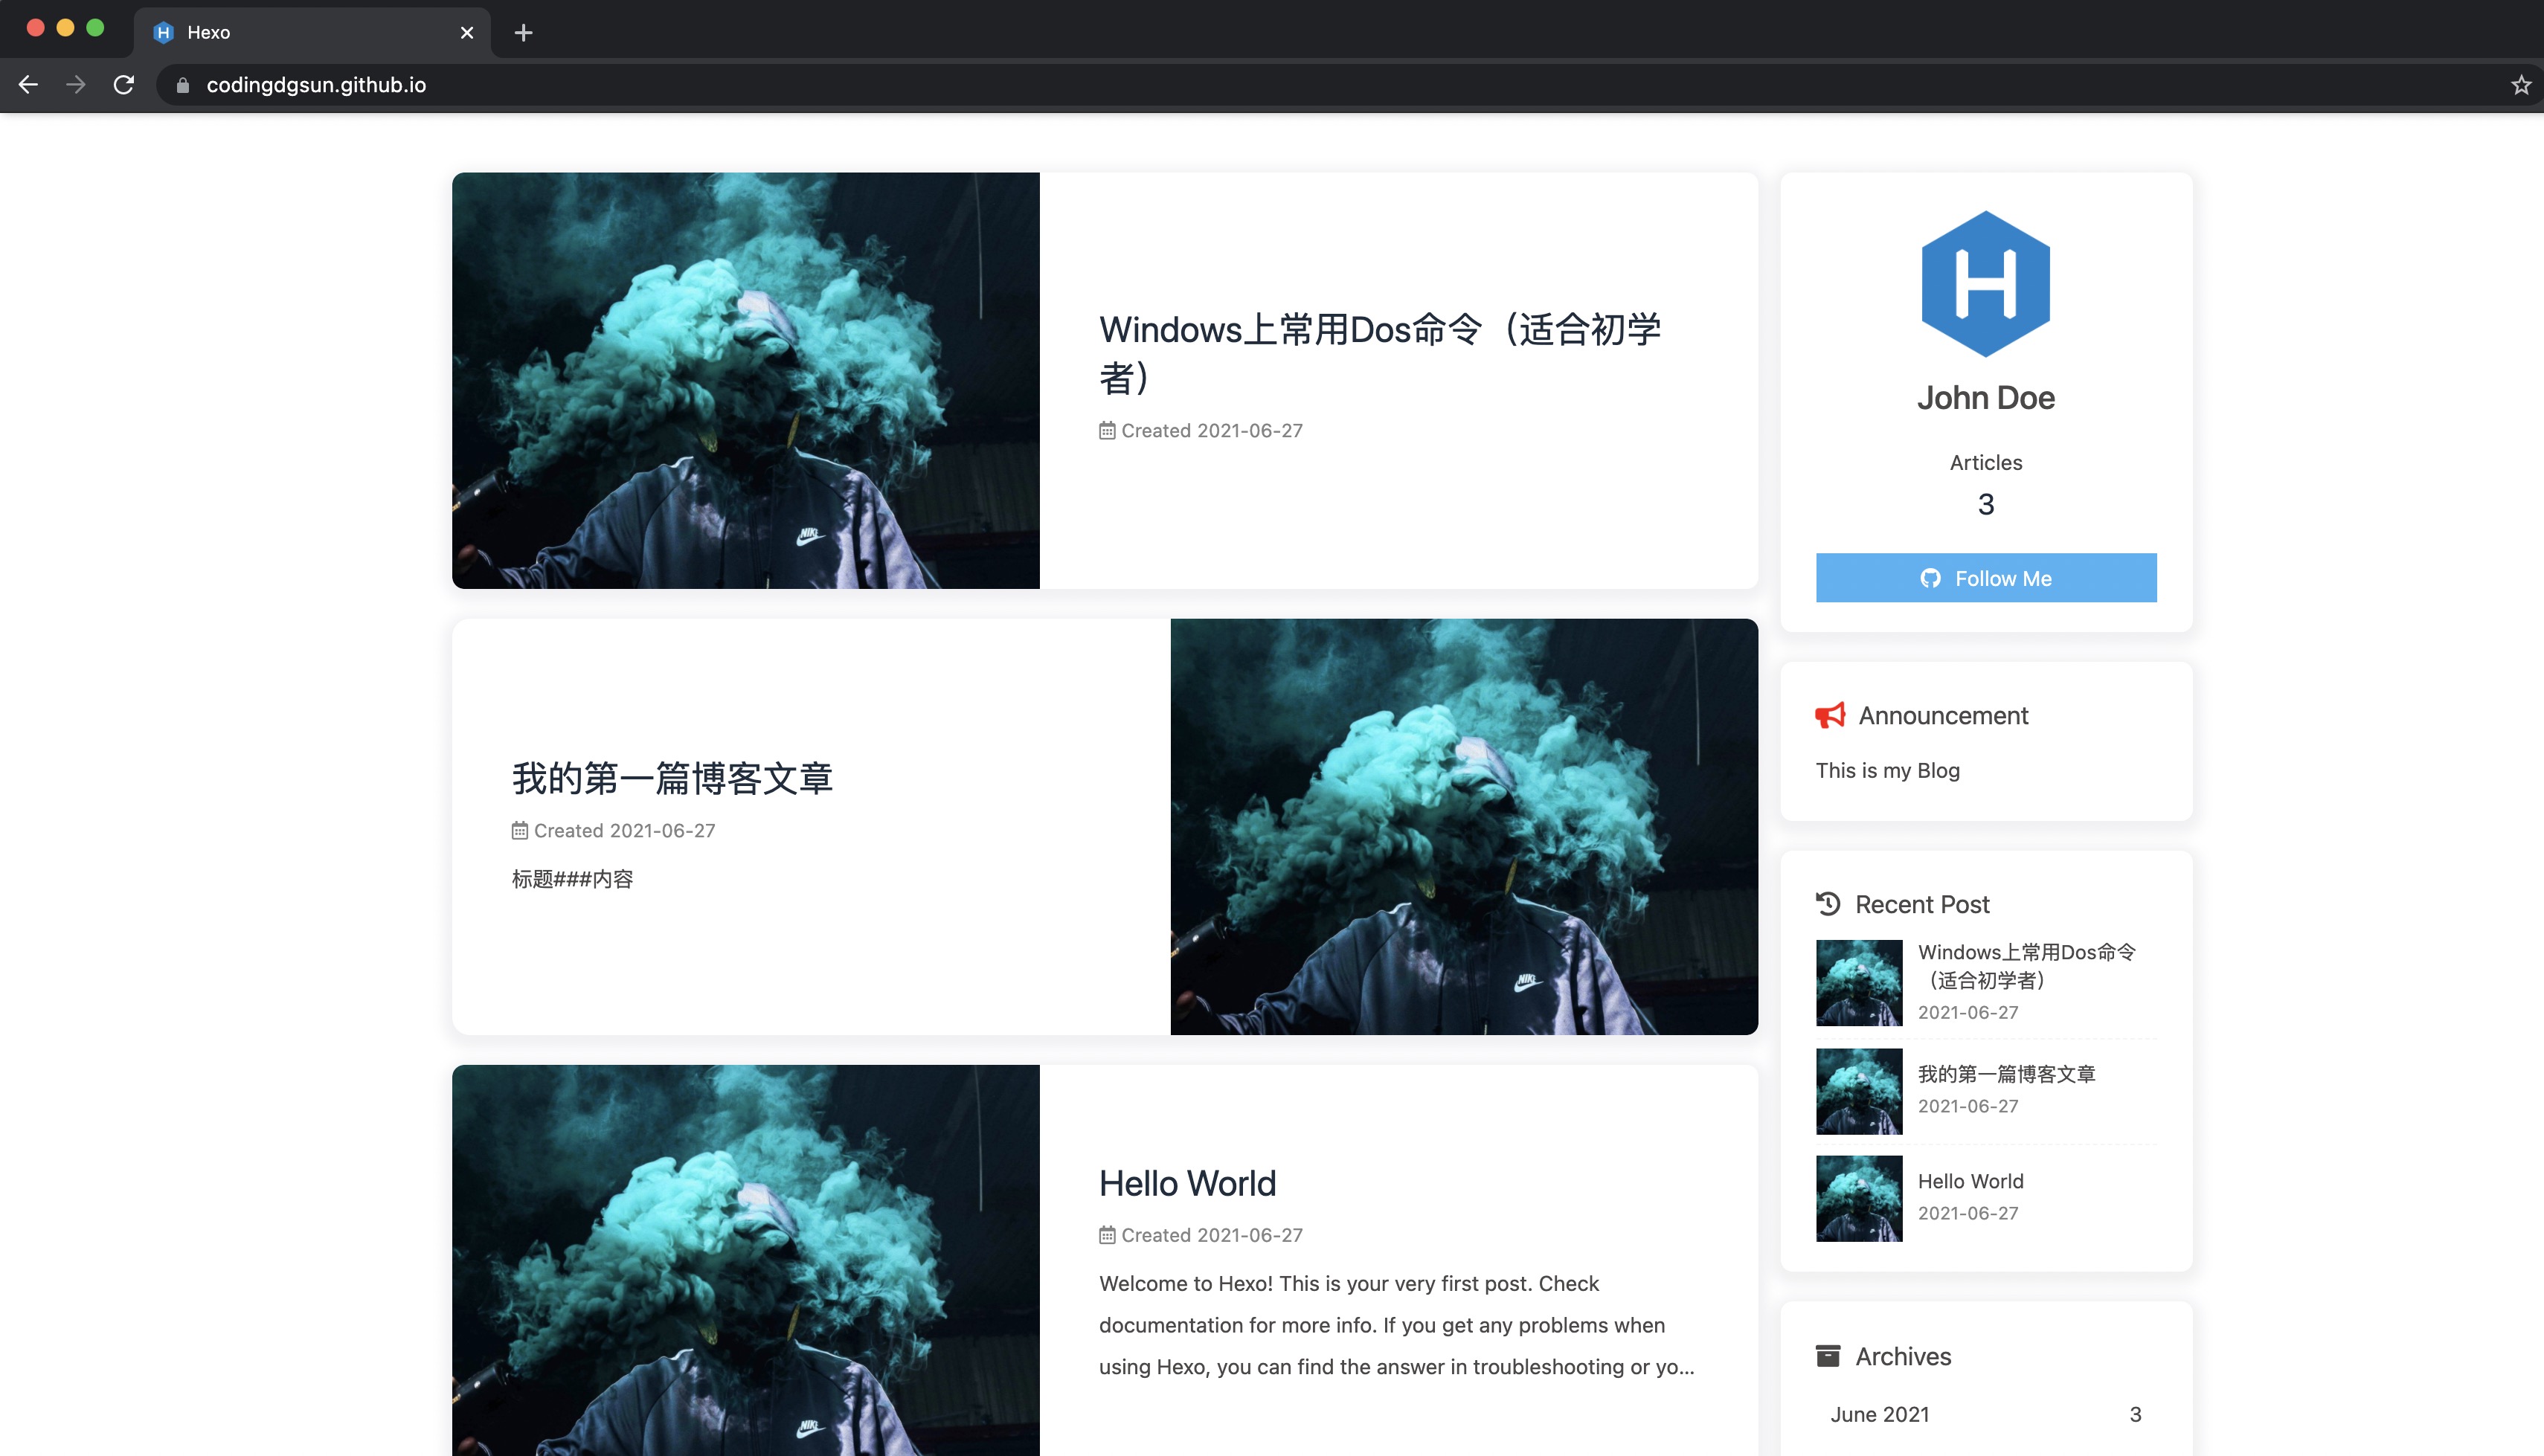 Hexo
codingdgsun.github.io
Windows上常用Dos命令（适合初学
者）
Created 2021-06-27
我的第一篇博客文章
Created 2021-06-27
标题###内容
Hello World
Created 2021-06-27
Welcome to Hexo! This is your very first post. Check
documentation for more info. If you get any problems when
using Hexo, you can find the answer in troubleshooting or yo...
NIKE
NIKE
NIKE
H
John Doe
Articles
3
Follow Me
Announcement
This is my Blog
Recent Post
Windows上常用Dos命令
（适合初学者）
2021-06-27
我的第一篇博客文章
2021-06-27
Hello World
2021-06-27
Archives
June 2021 3